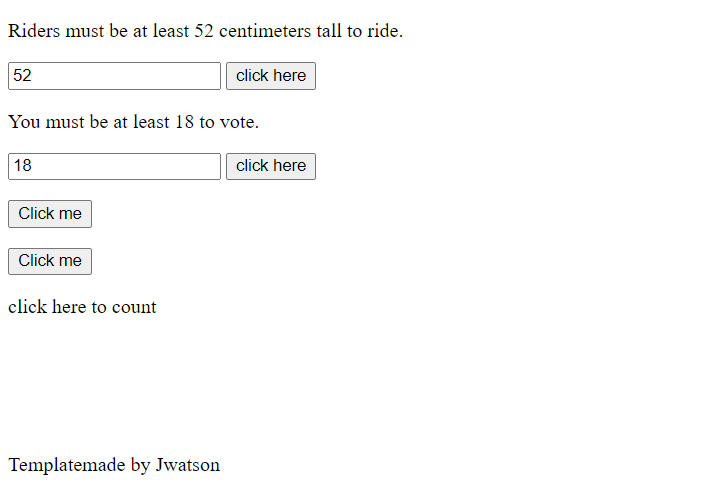 Riders must be at least 52 centimeters tall to ride.
52 click here
You must be at least 18 to vote.
18 click here
Click me
Click me
click here to count
Templatemade by Jwatson